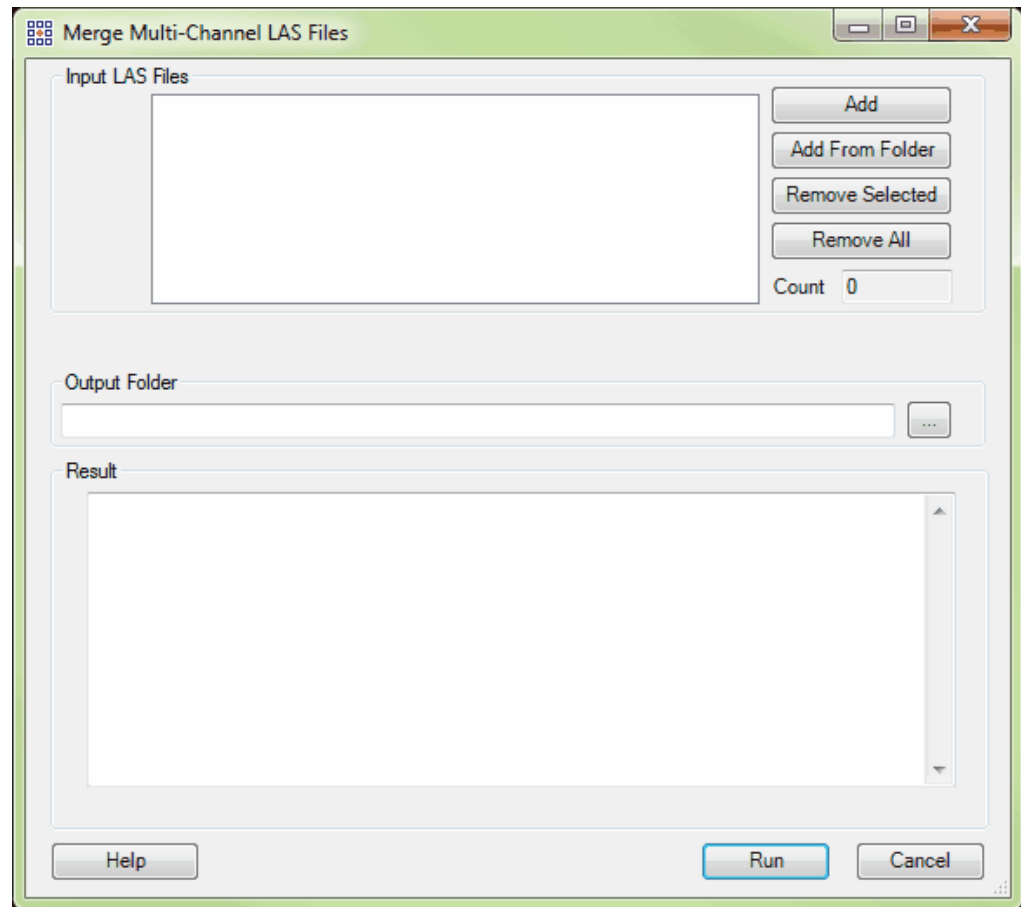 Merge Multi-Channel LAS Files
Input LAS Files
Add
Add From Folder
Remove Selected
Remove All
Count 0
Output Folder
...
Result
Help Run Cancel